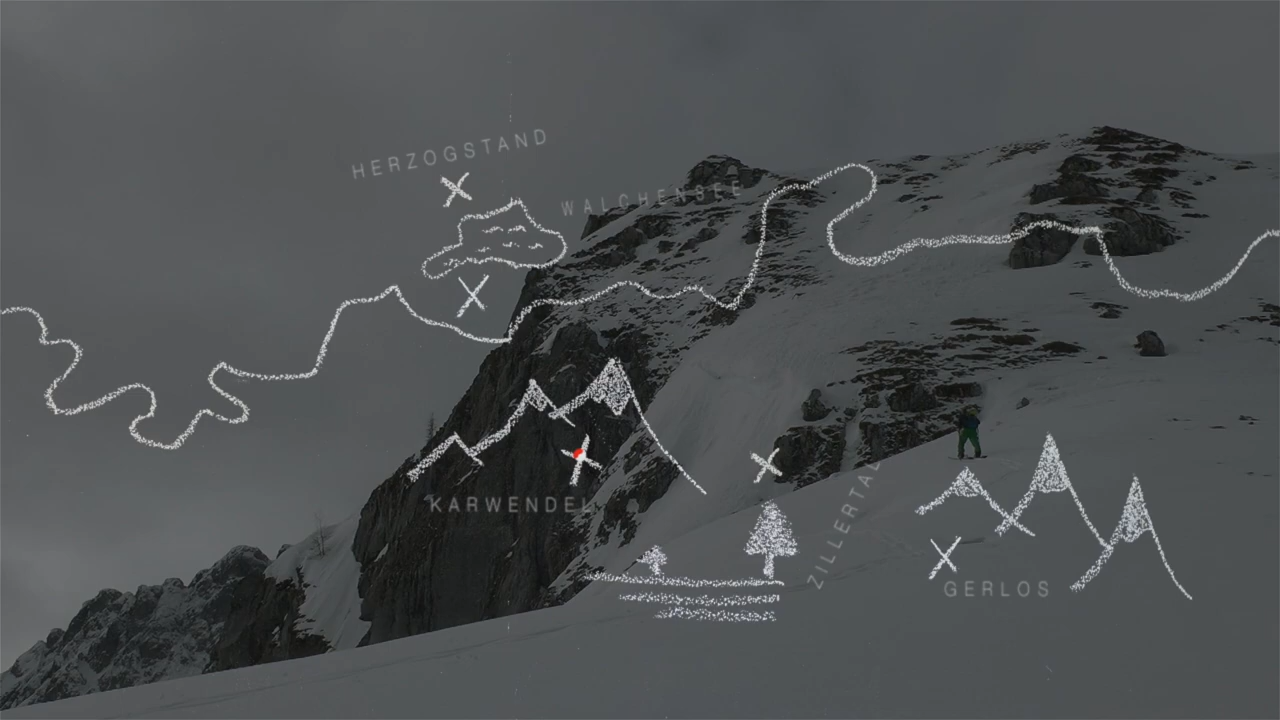 HERZOGSTAND
WALCHENSEE
KARWENDEL
ZILLERTAL
GERLOS